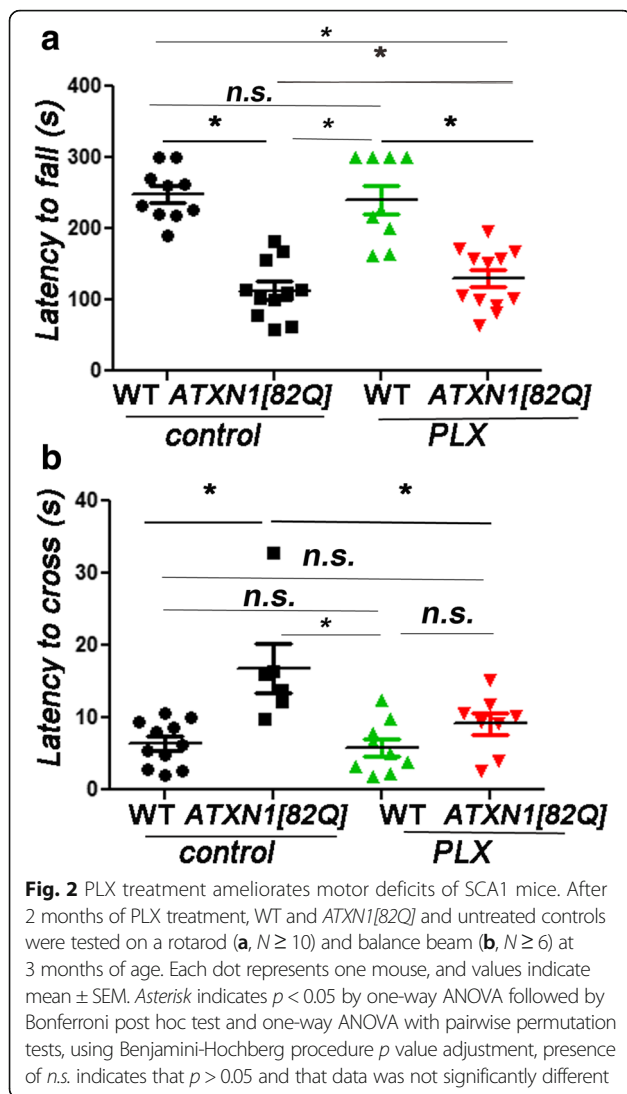 a
*
*
n.s.
* * *
400
300
200
100
0
Latency to fall (s)
WT ATXN1[82Q] WT ATXN1[82Q]
control PLX
b
* *
n.s.
n.s. * n.s.
40
30
20
10
0
Latency to cross (s)
WT ATXN1[82Q] WT ATXN1[82Q]
control PLX
Fig. 2 PLX treatment ameliorates motor deficits of SCA1 mice. After
2 months of PLX treatment, WT and ATXN1[82Q] and untreated controls
were tested on a rotarod (a, N ≥ 10) and balance beam (b, N ≥ 6) at
3 months of age. Each dot represents one mouse, and values indicate
mean ± SEM. Asterisk indicates p < 0.05 by one-way ANOVA followed by
Bonferroni post hoc test and one-way ANOVA with pairwise permutation
tests, using Benjamini-Hochberg procedure p value adjustment, presence
of n.s. indicates that p > 0.05 and that data was not significantly different